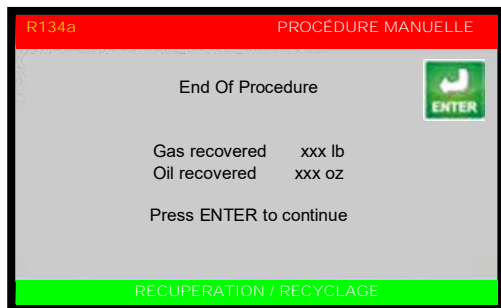 R134a PROCÉDURE MANUELLE
End Of Procedure
ENTER
Gas recovered xxx lb
Oil recovered xxx oz
Press ENTER to continue
RECUPERATION / RECYCLAGE